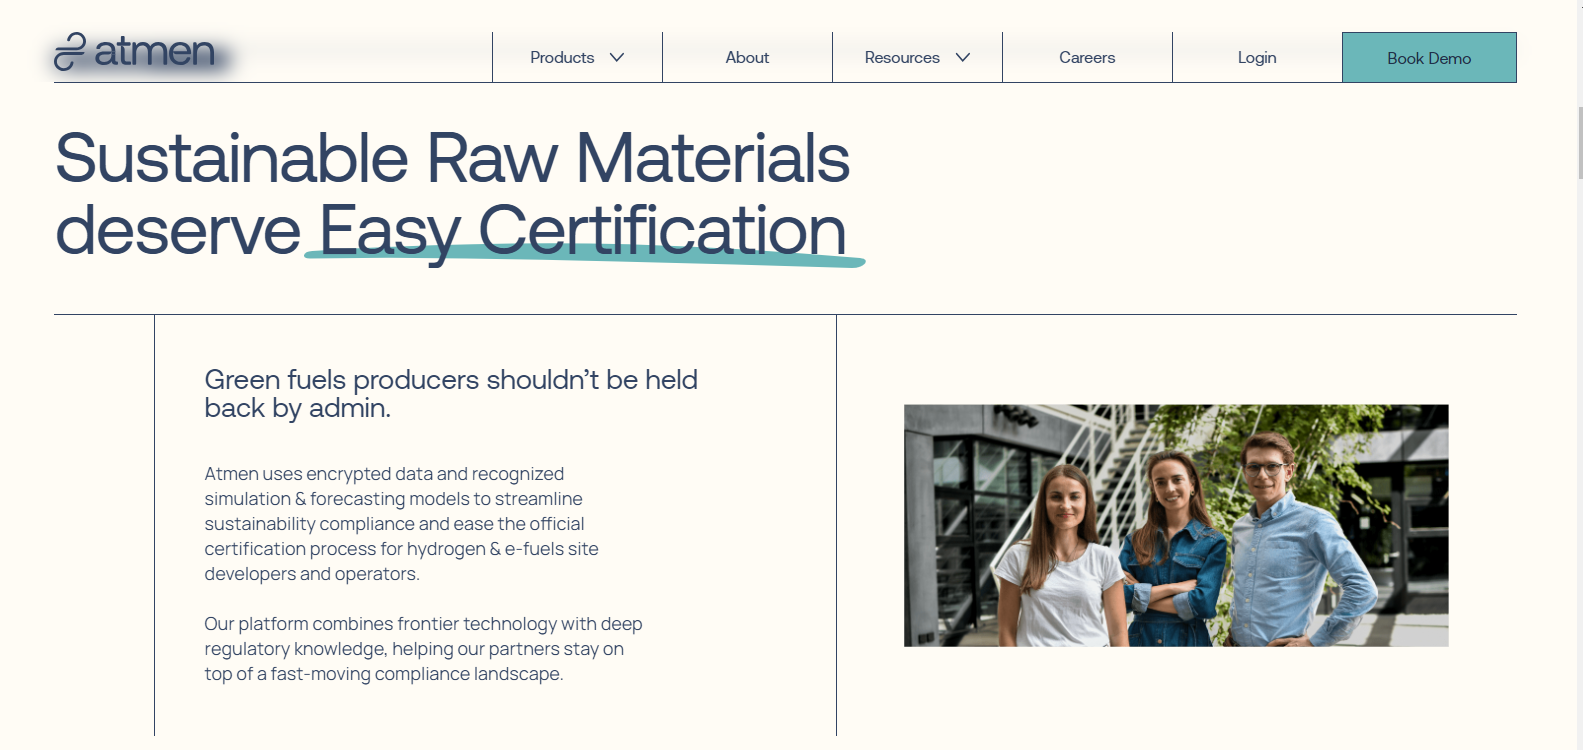 atmen
Products
About
Resources
Careers
Login
Book Demo
Sustainable Raw Materials
deserve Easy Certification
Green fuels producers shouldn’t be held
back by admin.
Atmen uses encrypted data and recognized
simulation & forecasting models to streamline
sustainability compliance and ease the official
certification process for hydrogen & e-fuels site
developers and operators.
Our platform combines frontier technology with deep
regulatory knowledge, helping our partners stay on
top of a fast-moving compliance landscape.